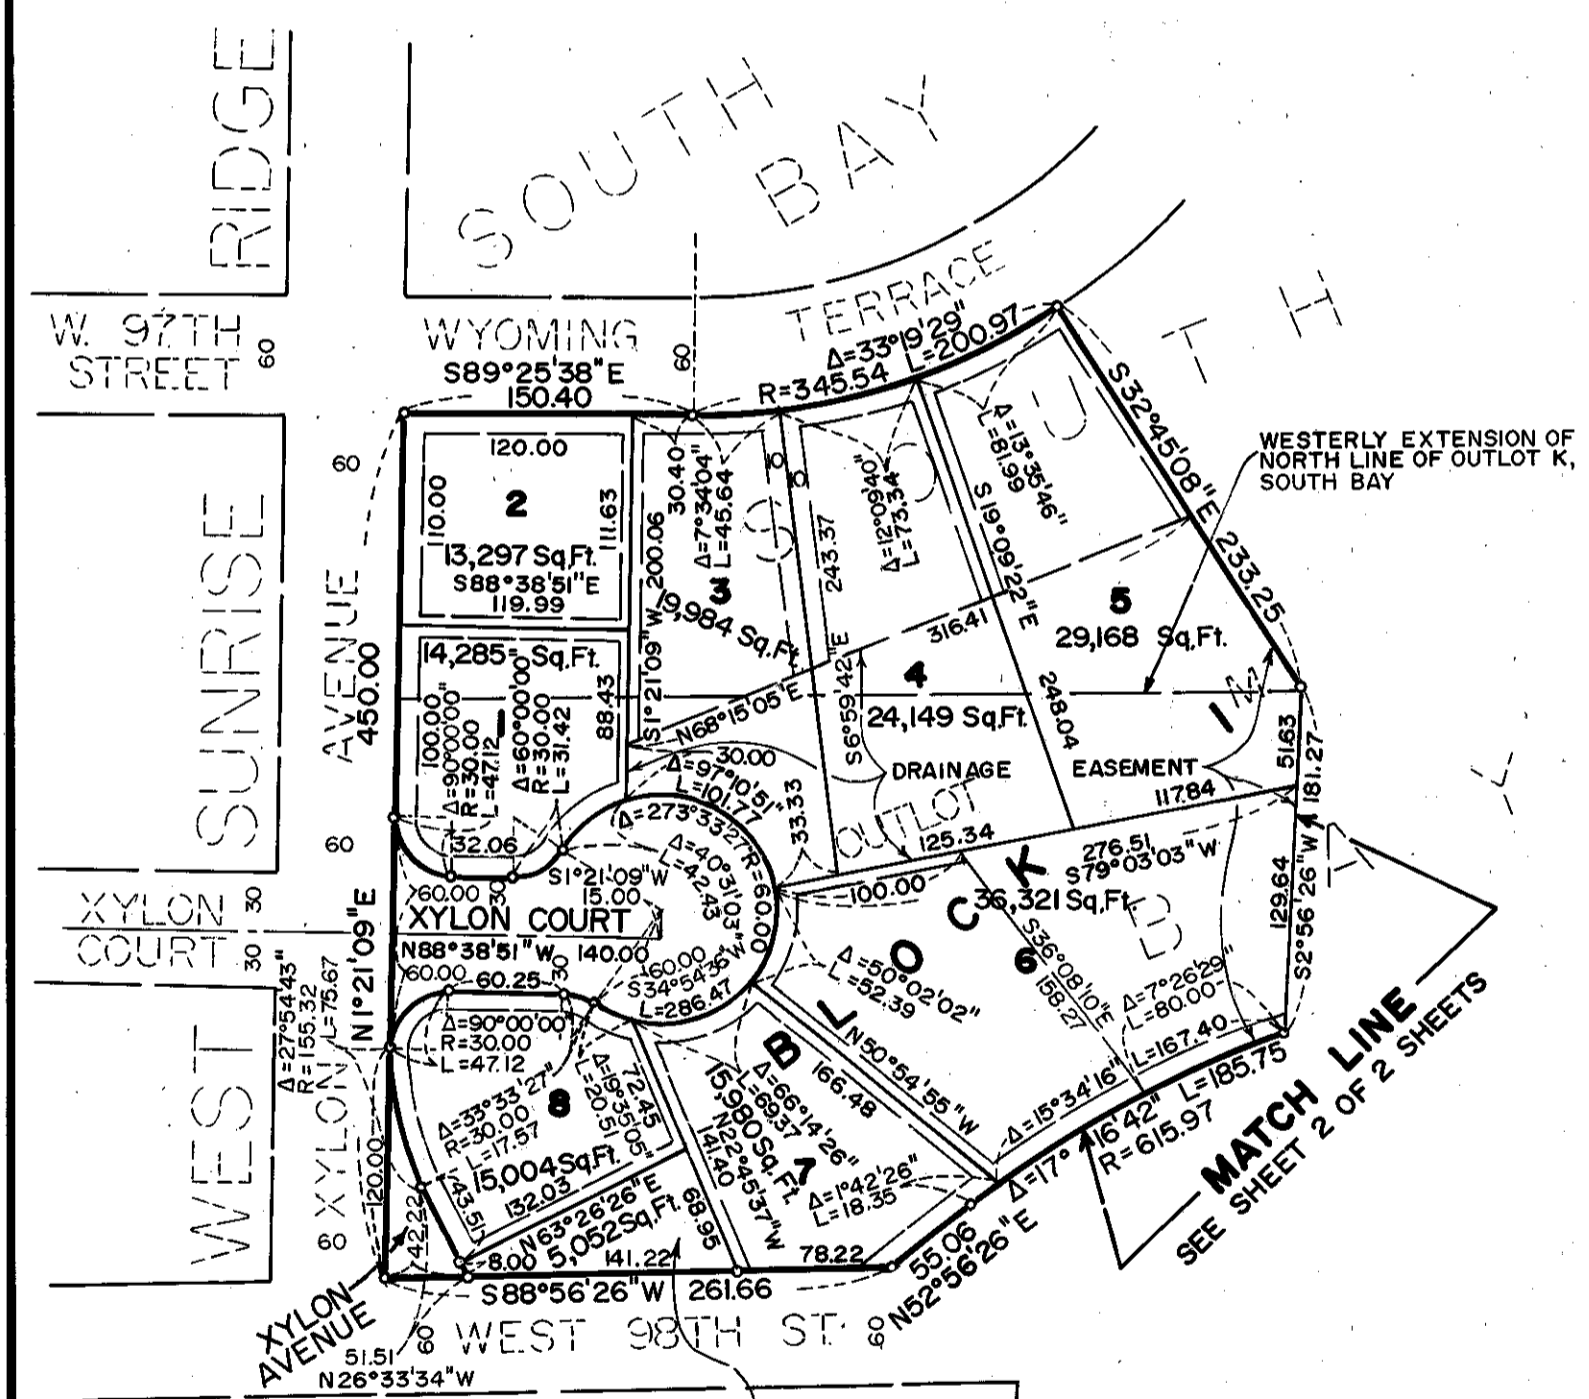 RIDGE
SOUTH
BAY
W. 97TH
STREET
60
WYOMING
TERRACE
S89°25'38"E
150.40
60
R=345.54
Δ=33°19'29"
L=200.97
S32°45'08"E
233.25
SOUTH
WESTERLY EXTENSION OF
NORTH LINE OF OUTLOT K,
SOUTH BAY
60
120.00
110.00
2
111.63
13,297 Sq.Ft.
S88°38'51"E
119.99
200.06
S1°21'09"W
30.40
Δ=7°34'04"
L=45.64
3
19,984 Sq.Ft.
10
10
243.37
S6°59'42"E
Δ=12°09'40"
L=73.34
Δ=13°35'46"
L=81.99
S19°09'22"E
248.04
5
29,168 Sq.Ft.
316.41
N68°15'05"E
4
24,149 Sq.Ft.
SUNRISE
AVENUE
450.00
14,285± Sq.Ft.
100.00
Δ=90°00'00"
R=30.00
L=47.12
1
Δ=60°00'00"
R=30.00
L=31.42
88.43
30.00
Δ=97°10'51"
L=101.77
Δ=273°33'27"
R=60.00
33.33
DRAINAGE
EASEMENT
OUTLOT
K
117.84
51.63
181.27
125.34
276.51
S79°03'03"W
100.00
36,321 Sq.Ft.
129.64
S2°56'26"W
BAY
60
32.06
60.00
30
S1°21'09"W
15.00
Δ=40°31'03"
L=42.43
XYLON
COURT
30
30
XYLON COURT
N88°38'51"W
140.00
N1°21'09"E
60.00
60.25
30
60.00
S34°54'36"W
L=286.47
BLOCK 1
6
S36°08'10"E
158.27
Δ=50°02'02"
L=52.39
Δ=7°26'29"
L=80.00
L=167.40
Δ=15°34'16"
L=185.75
Δ=17°16'42"
R=615.97
MATCH LINE
SEE SHEET 2 OF 2 SHEETS
N50°54'55"W
166.48
Δ=27°54'43"
R=155.32
L=75.67
Δ=90°00'00"
R=30.00
L=47.12
Δ=33°33'27"
R=30.00
L=17.57
8
Δ=19°35'05"
L=20.51
72.45
15,004 Sq.Ft.
132.03
N63°26'26"E
5,052 Sq.Ft.
43.51
Δ=66°14'26"
L=69.37
15,980 Sq. Ft.
7
N22°45'37"W
141.40
68.95
Δ=1°42'26"
L=18.35
WEST
XYLON
60
120.00
42.22
8.00
141.22
78.22
S88°56'26"W
261.66
55.06
N52°56'26"E
XYLON
AVENUE
60
WEST 98TH ST.
60
51.51
N26°33'34"W